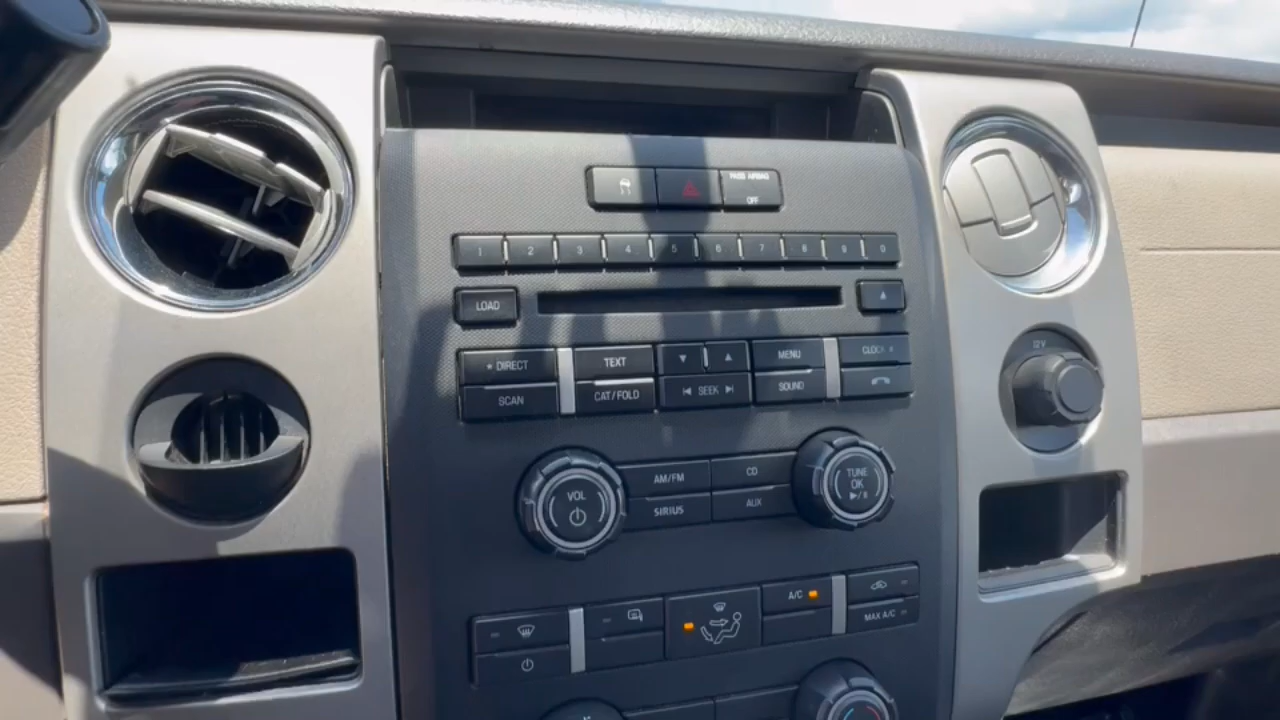 PASS AIRBAG
OFF
1 2 3 4 5 6 7 8 9 0
LOAD
DIRECT TEXT MENU CLOCK
SCAN CAT/FOLD SEEK SOUND
12V
VOL AM/FM CD TUNE
OK
SIRIUS AUX
A/C
MAX A/C